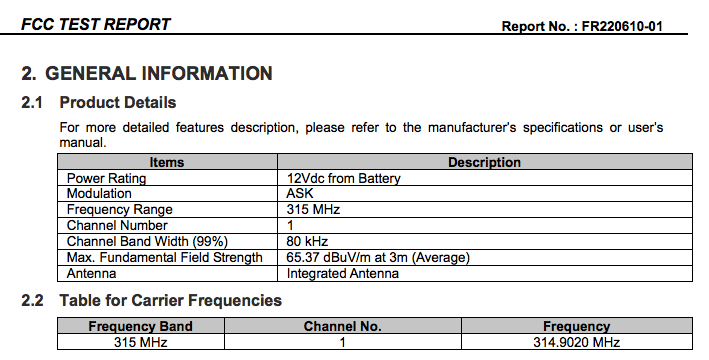 FCC TEST REPORT Report No. : FR220610-01
2. GENERAL INFORMATION
2.1 Product Details
For more detailed features description, please refer to the manufacturer's specifications or user's
manual.
Items Description
Power Rating 12Vdc from Battery
Modulation ASK
Frequency Range 315 MHz
Channel Number 1
Channel Band Width (99%) 80 kHz
Max. Fundamental Field Strength 65.37 dBuV/m at 3m (Average)
Antenna Integrated Antenna
2.2 Table for Carrier Frequencies
Frequency Band Channel No. Frequency
315 MHz 1 314.9020 MHz